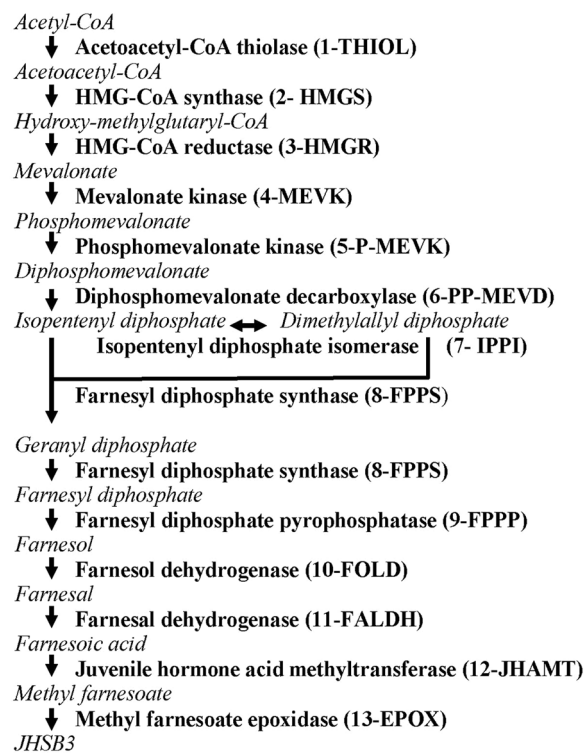 Acetyl-CoA
Acetoacetyl-CoA thiolase (1-THIOL)
Acetoacetyl-CoA
HMG-CoA synthase (2- HMGS)
Hydroxy-methylglutaryl-CoA
HMG-CoA reductase (3-HMGR)
Mevalonate
Mevalonate kinase (4-MEVK)
Phosphomevalonate
Phosphomevalonate kinase (5-P-MEVK)
Diphosphomevalonate
Diphosphomevalonate decarboxylase (6-PP-MEVD)
Isopentenyl diphosphate Dimethylallyl diphosphate
Isopentenyl diphosphate isomerase (7- IPPI)
Farnesyl diphosphate synthase (8-FPPS)
Geranyl diphosphate
Farnesyl diphosphate synthase (8-FPPS)
Farnesyl diphosphate
Farnesyl diphosphate pyrophosphatase (9-FPPP)
Farnesol
Farnesol dehydrogenase (10-FOLD)
Farnesal
Farnesal dehydrogenase (11-FALDH)
Farnesoic acid
Juvenile hormone acid methyltransferase (12-JHAMT)
Methyl farnesoate
Methyl farnesoate epoxidase (13-EPOX)
JHSB3